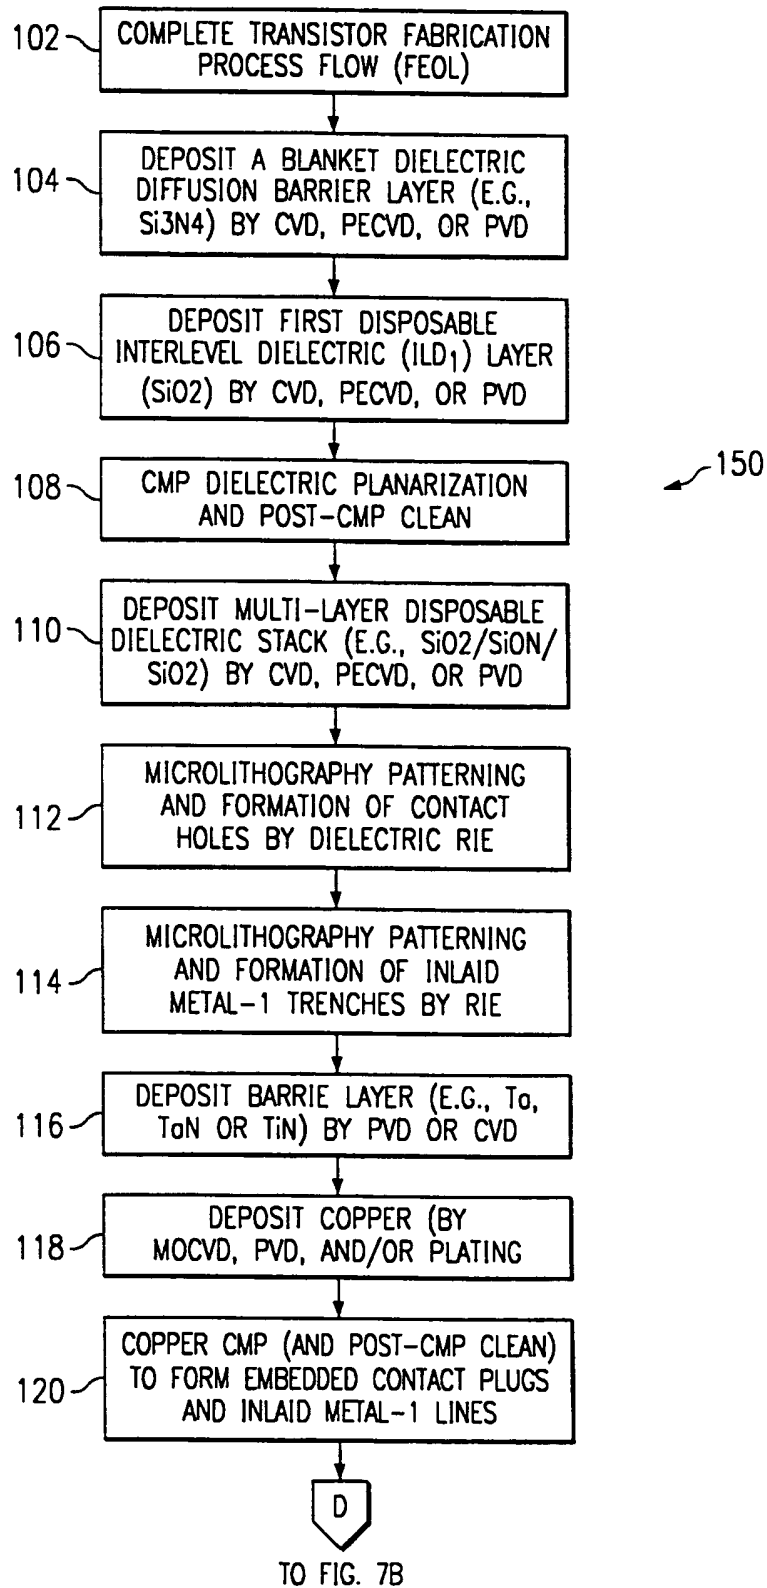 102
COMPLETE TRANSISTOR FABRICATION
PROCESS FLOW (FEOL)
104
DEPOSIT A BLANKET DIELECTRIC
DIFFUSION BARRIER LAYER (E.G.,
Si3N4) BY CVD, PECVD, OR PVD
106
DEPOSIT FIRST DISPOSABLE
INTERLEVEL DIELECTRIC (ILD1) LAYER
(SiO2) BY CVD, PECVD, OR PVD
108
CMP DIELECTRIC PLANARIZATION
AND POST-CMP CLEAN
150
110
DEPOSIT MULTI-LAYER DISPOSABLE
DIELECTRIC STACK (E.G., SiO2/SiON/
SiO2) BY CVD, PECVD, OR PVD
112
MICROLITHOGRAPHY PATTERNING
AND FORMATION OF CONTACT
HOLES BY DIELECTRIC RIE
114
MICROLITHOGRAPHY PATTERNING
AND FORMATION OF INLAID
METAL-1 TRENCHES BY RIE
116
DEPOSIT BARRIE LAYER (E.G., Ta,
TaN OR TiN) BY PVD OR CVD
118
DEPOSIT COPPER (BY
MOCVD, PVD, AND/OR PLATING
120
COPPER CMP (AND POST-CMP CLEAN)
TO FORM EMBEDDED CONTACT PLUGS
AND INLAID METAL-1 LINES
D
TO FIG. 7B